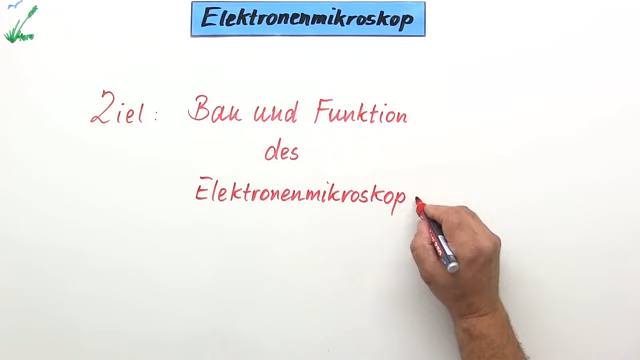 Elektronenmikroskop
Ziel: Bau und Funktion
des
Elektronenmikroskop